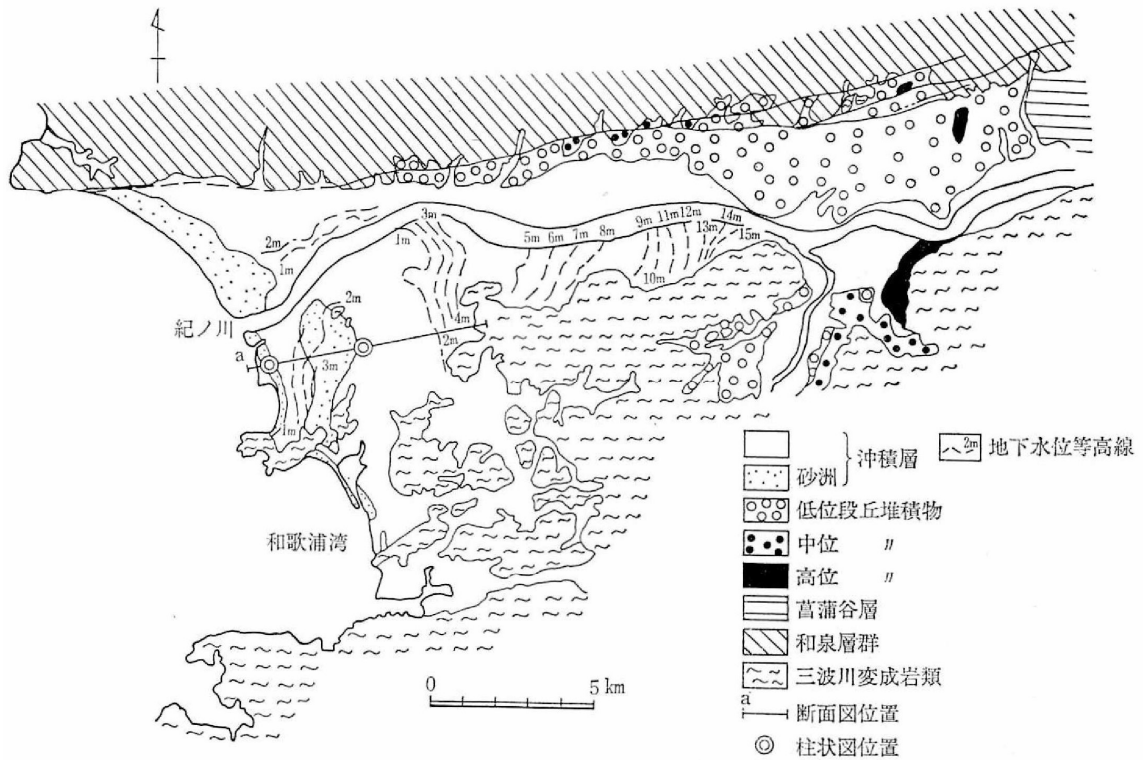 3m
1m
2m
1m
5m
6m
7m
8m
9m
11m
12m
14m
13m
15m
10m
4m
2m
2m
3m
1m
紀ノ川
a
和歌浦湾
0
5 km
沖積層
砂洲
低位段丘堆積物
中位 〃
高位 〃
菖蒲谷層
和泉層群
三波川変成岩類
a
断面図位置
柱状図位置
2m
地下水位等高線